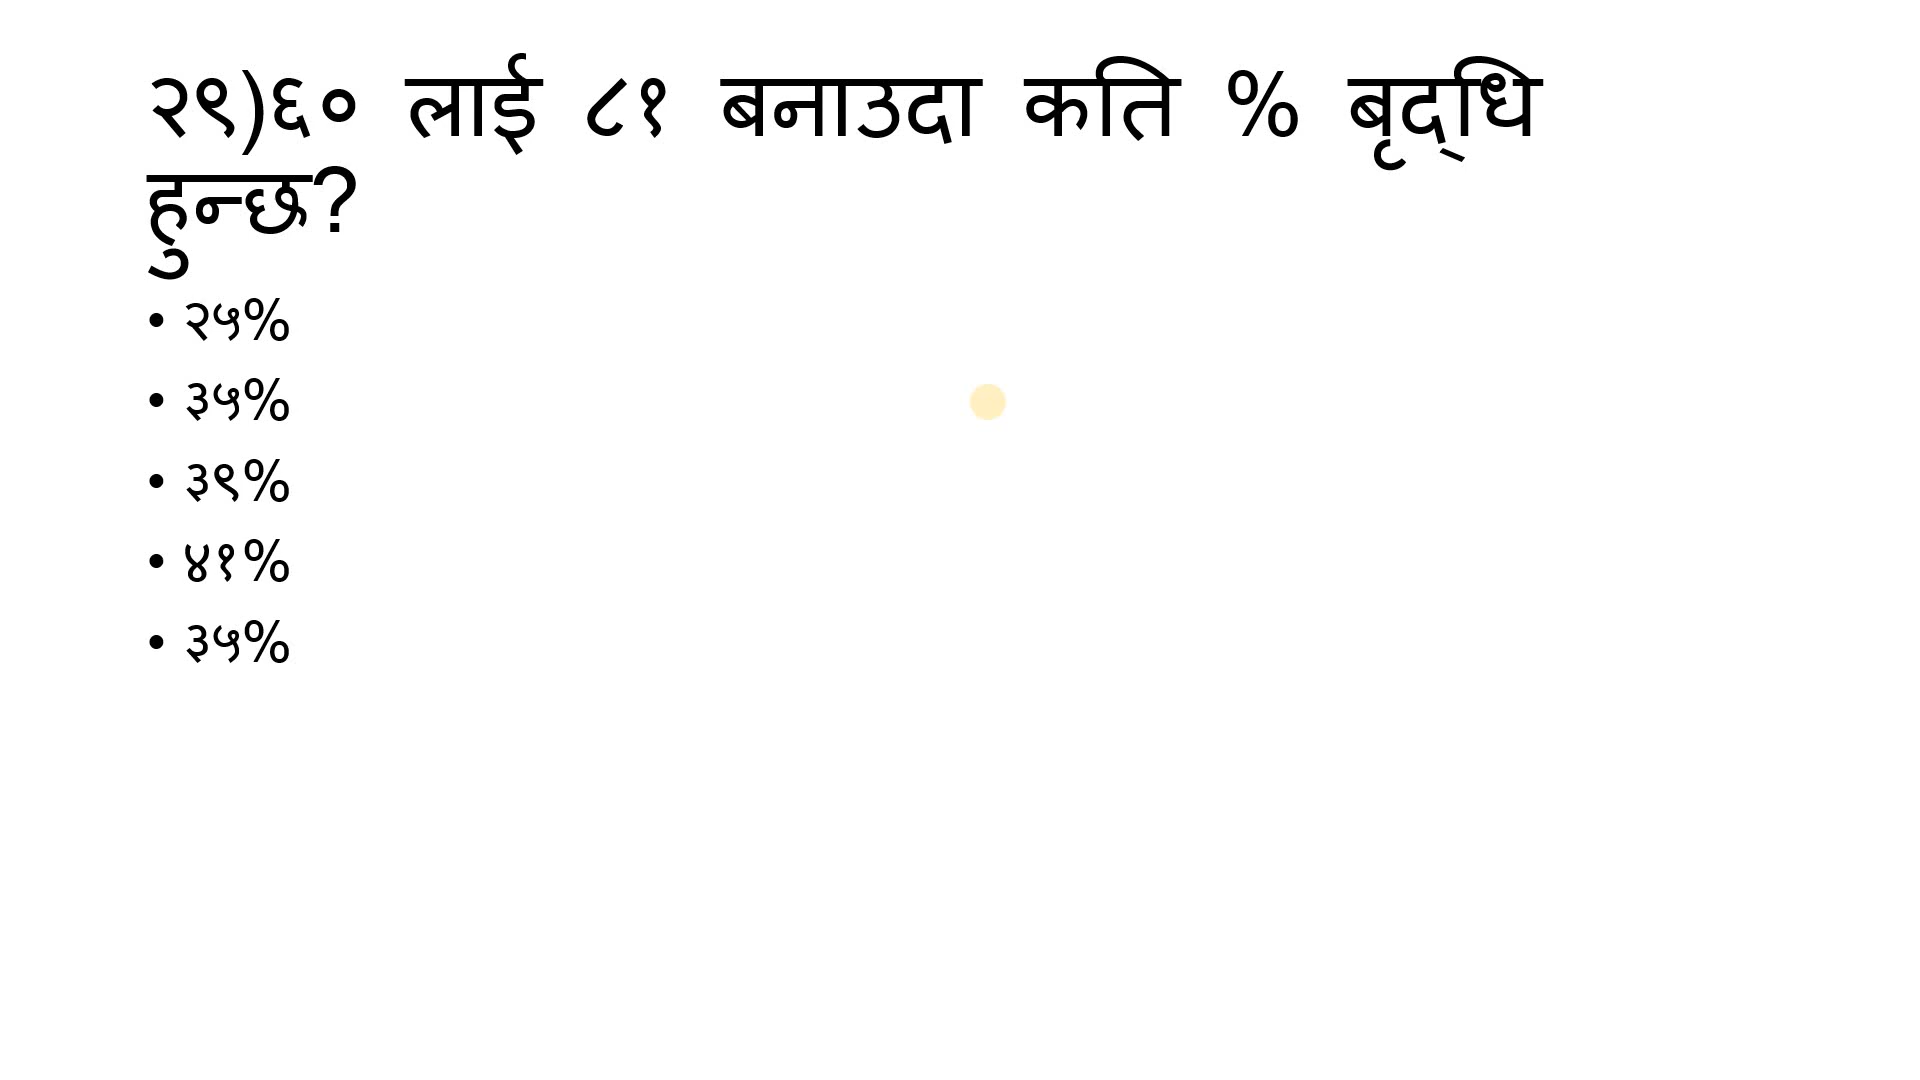 २९)६० लाई ८१ बनाउदा कति % बृद्‌धि
हुन्छ?
• २५%
• ३५%
• ३९%
• ४१%
• ३५%